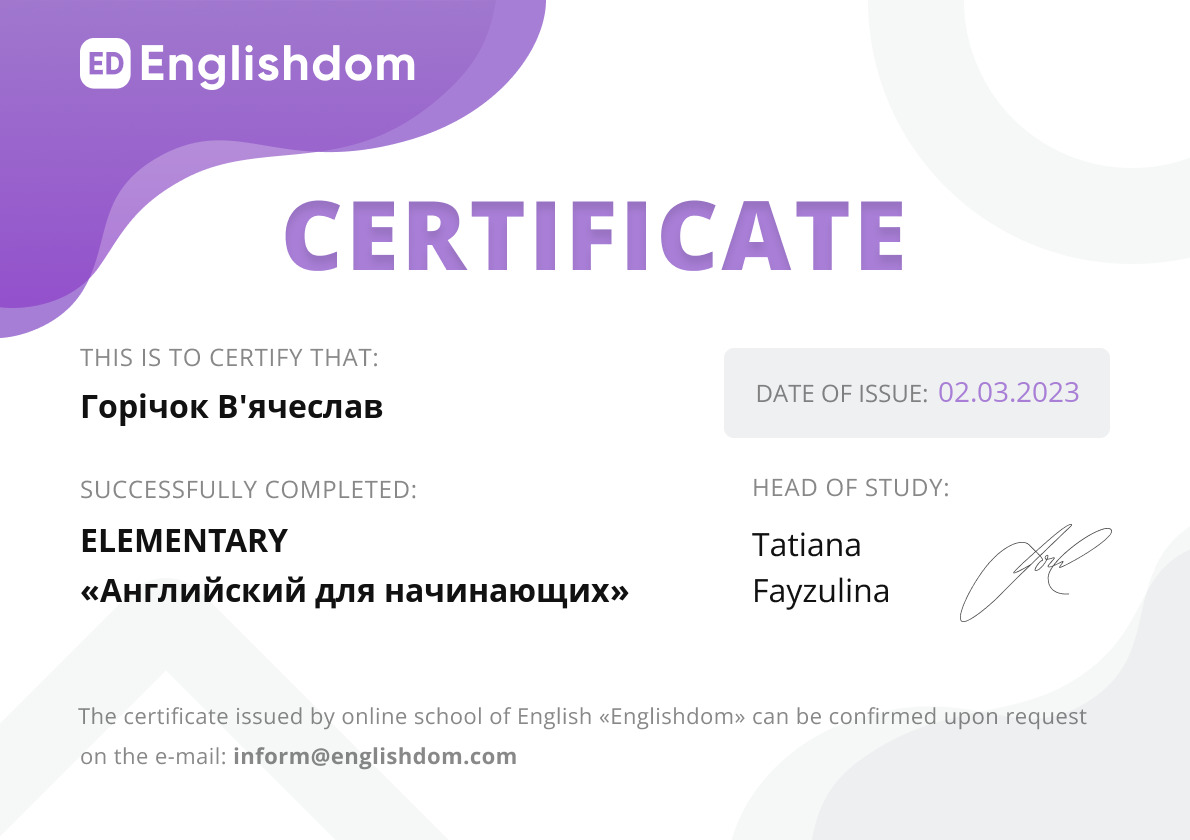 ED Englishdom
CERTIFICATE
THIS IS TO CERTIFY THAT:
Горічок В'ячеслав
DATE OF ISSUE: 02.03.2023
SUCCESSFULLY COMPLETED:
ELEMENTARY
«Английский для начинающих»
HEAD OF STUDY:
Tatiana
Fayzulina
The certificate issued by online school of English «Englishdom» can be confirmed upon request
on the e-mail: inform@englishdom.com